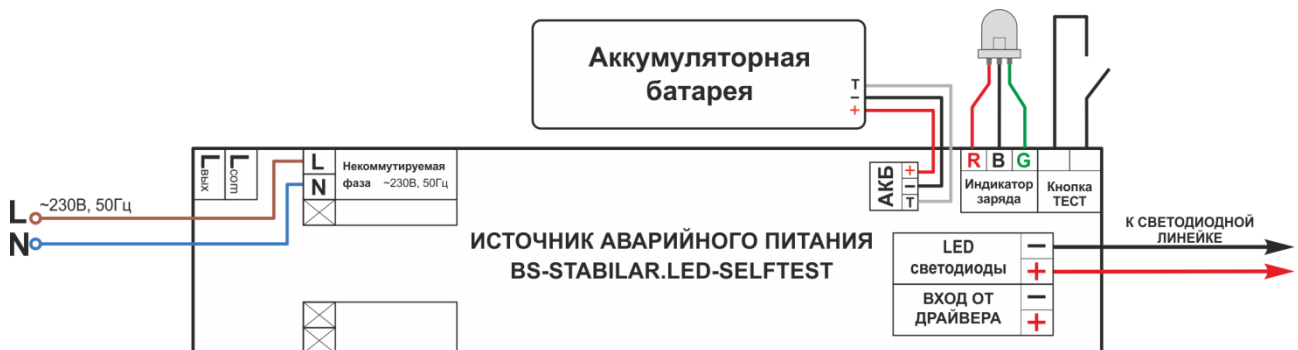 Аккумуляторная
батарея
T
–
+
Lвых
Lcom
L
N
Некоммутируемая
фаза ~230В, 50Гц
АКБ
+
–
T
R B G
Индикатор
заряда
Кнопка
ТЕСТ
L ~230В, 50Гц
N
ИСТОЧНИК АВАРИЙНОГО ПИТАНИЯ
BS-STABILAR.LED-SELFTEST
LED
светодиоды
–
+
ВХОД ОТ
ДРАЙВЕРА
–
+
К СВЕТОДИОДНОЙ
ЛИНЕЙКЕ